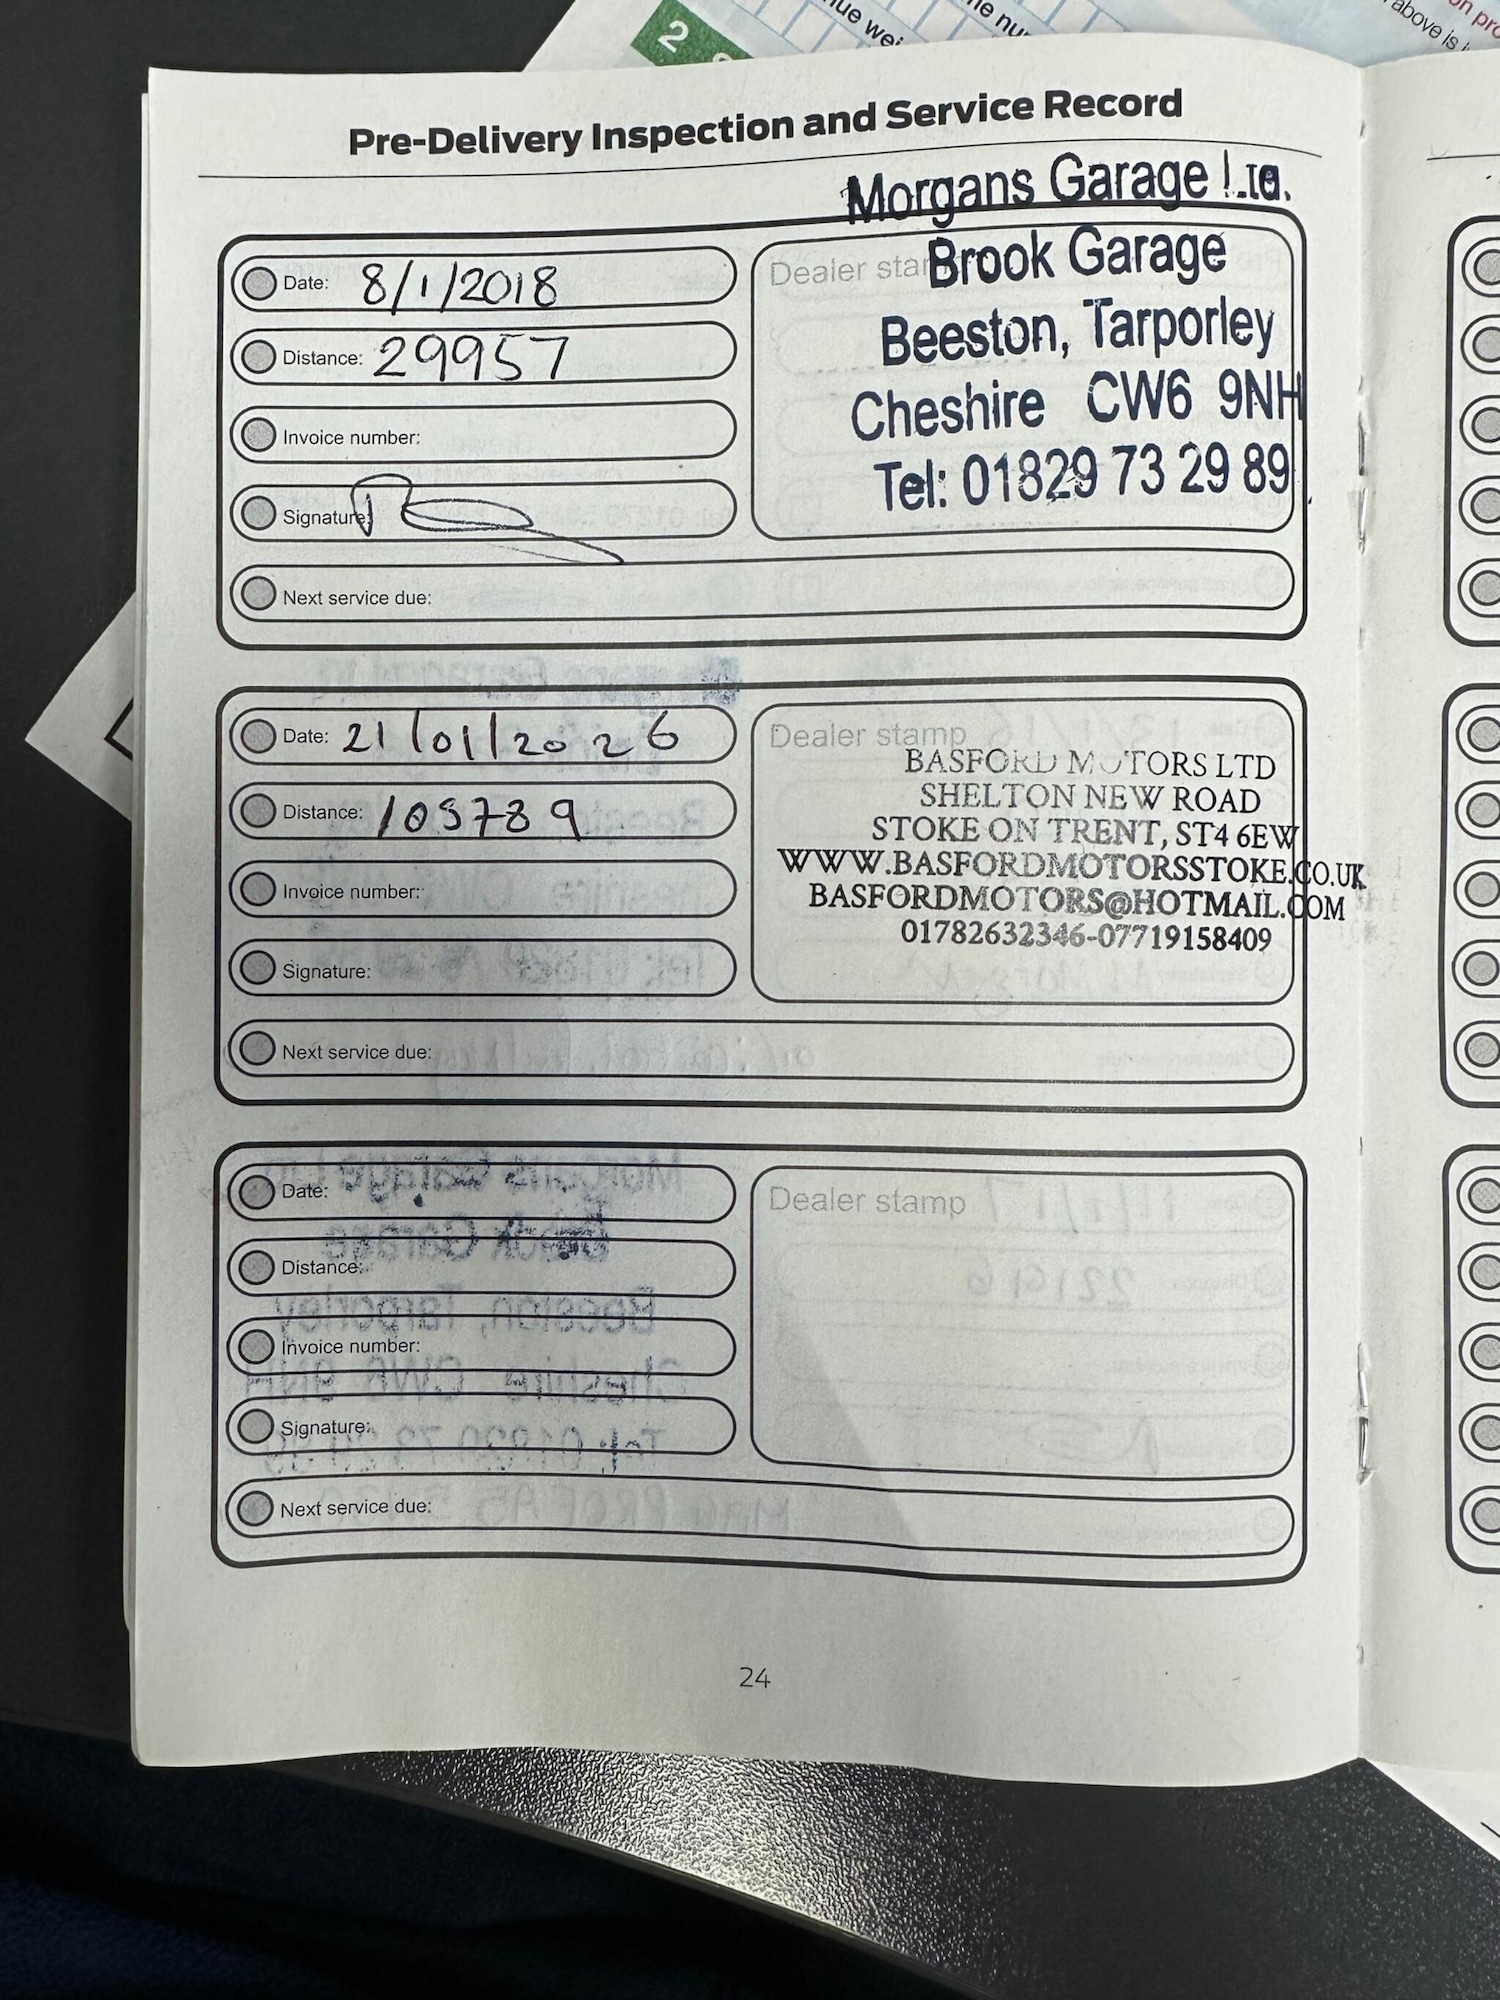 2
above is
Pre-Delivery Inspection and Service Record
Morgans Garage Ltd.
Brook Garage
Beeston, Tarporley
Cheshire CW6 9NH
Tel: 01829 73 29 89
Date: 8/1/2018
Distance: 29957
Invoice number:
Signature:
Dealer stamp
Next service due:
Date: 21/01/2026
Distance: 105789
Invoice number:
Signature:
Dealer stamp
BASFORD MOTORS LTD
SHELTON NEW ROAD
STOKE ON TRENT, ST4 6EW
WWW.BASFORDMOTORSSTOKE.CO.UK
BASFORDMOTORS@HOTMAIL.COM
01782632346-07719158409
Next service due:
Date:
Distance:
Invoice number:
Signature:
Dealer stamp
Next service due:
24